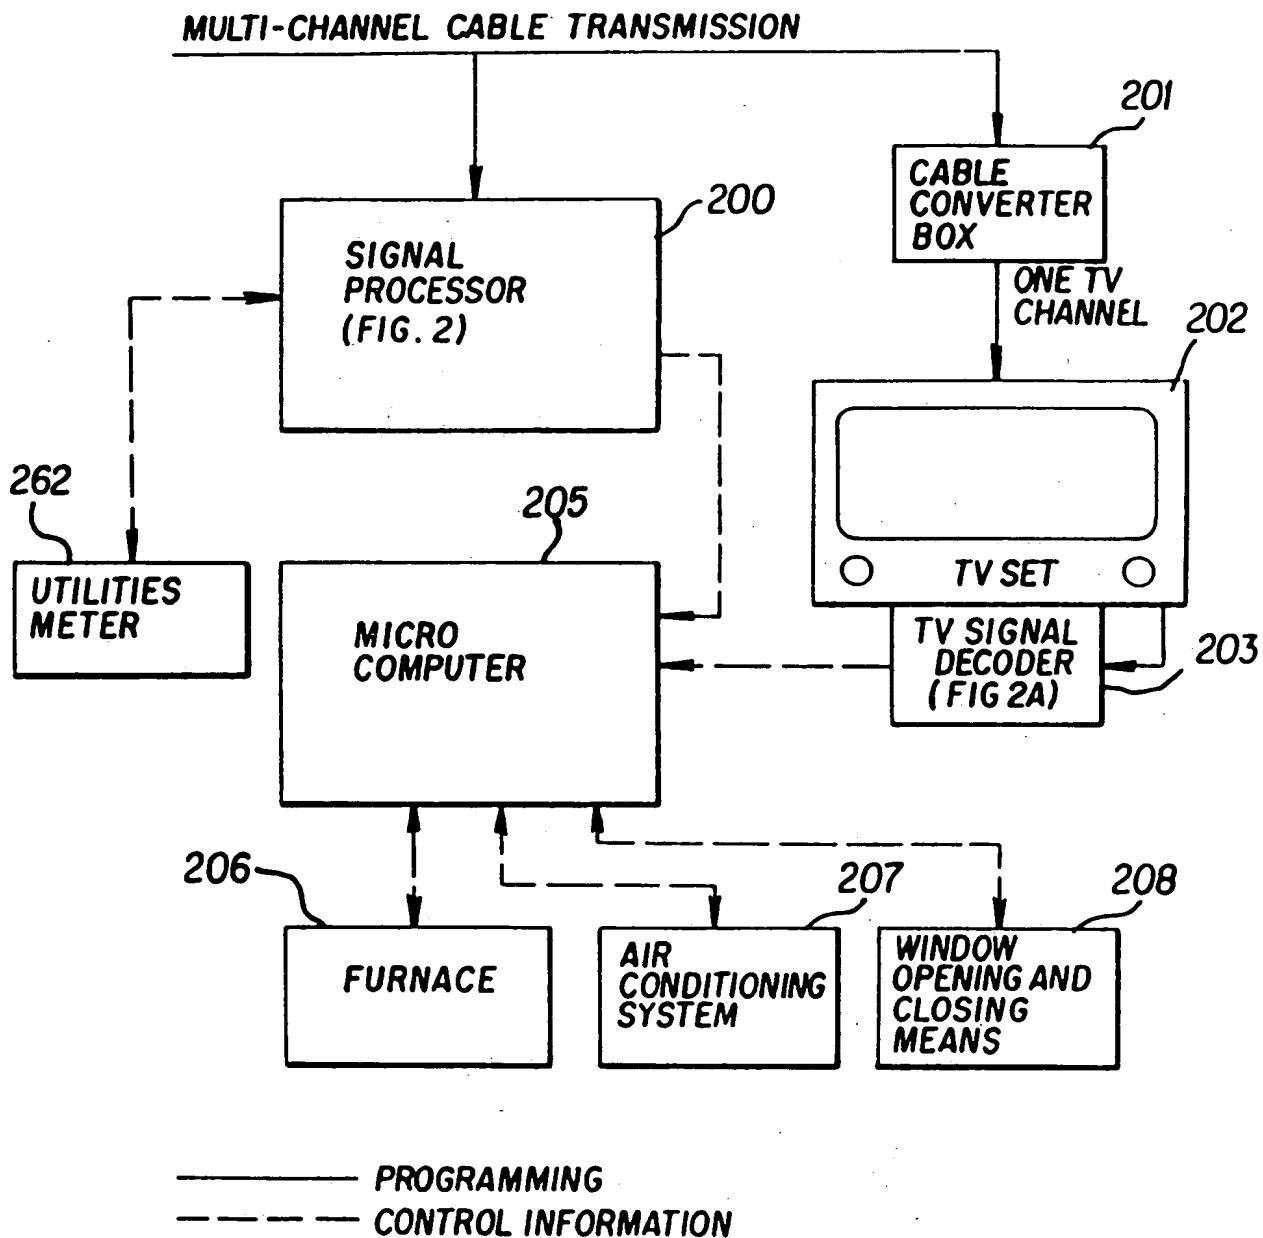 MULTI-CHANNEL CABLE TRANSMISSION
201
CABLE
CONVERTER
BOX
200
SIGNAL
PROCESSOR
(FIG. 2)
ONE TV
CHANNEL
202
262
205
TV SET
UTILITIES
METER
MICRO
COMPUTER
TV SIGNAL
DECODER
(FIG 2A)
203
206
207
208
FURNACE
AIR
CONDITIONING
SYSTEM
WINDOW
OPENING AND
CLOSING
MEANS
PROGRAMMING
CONTROL INFORMATION